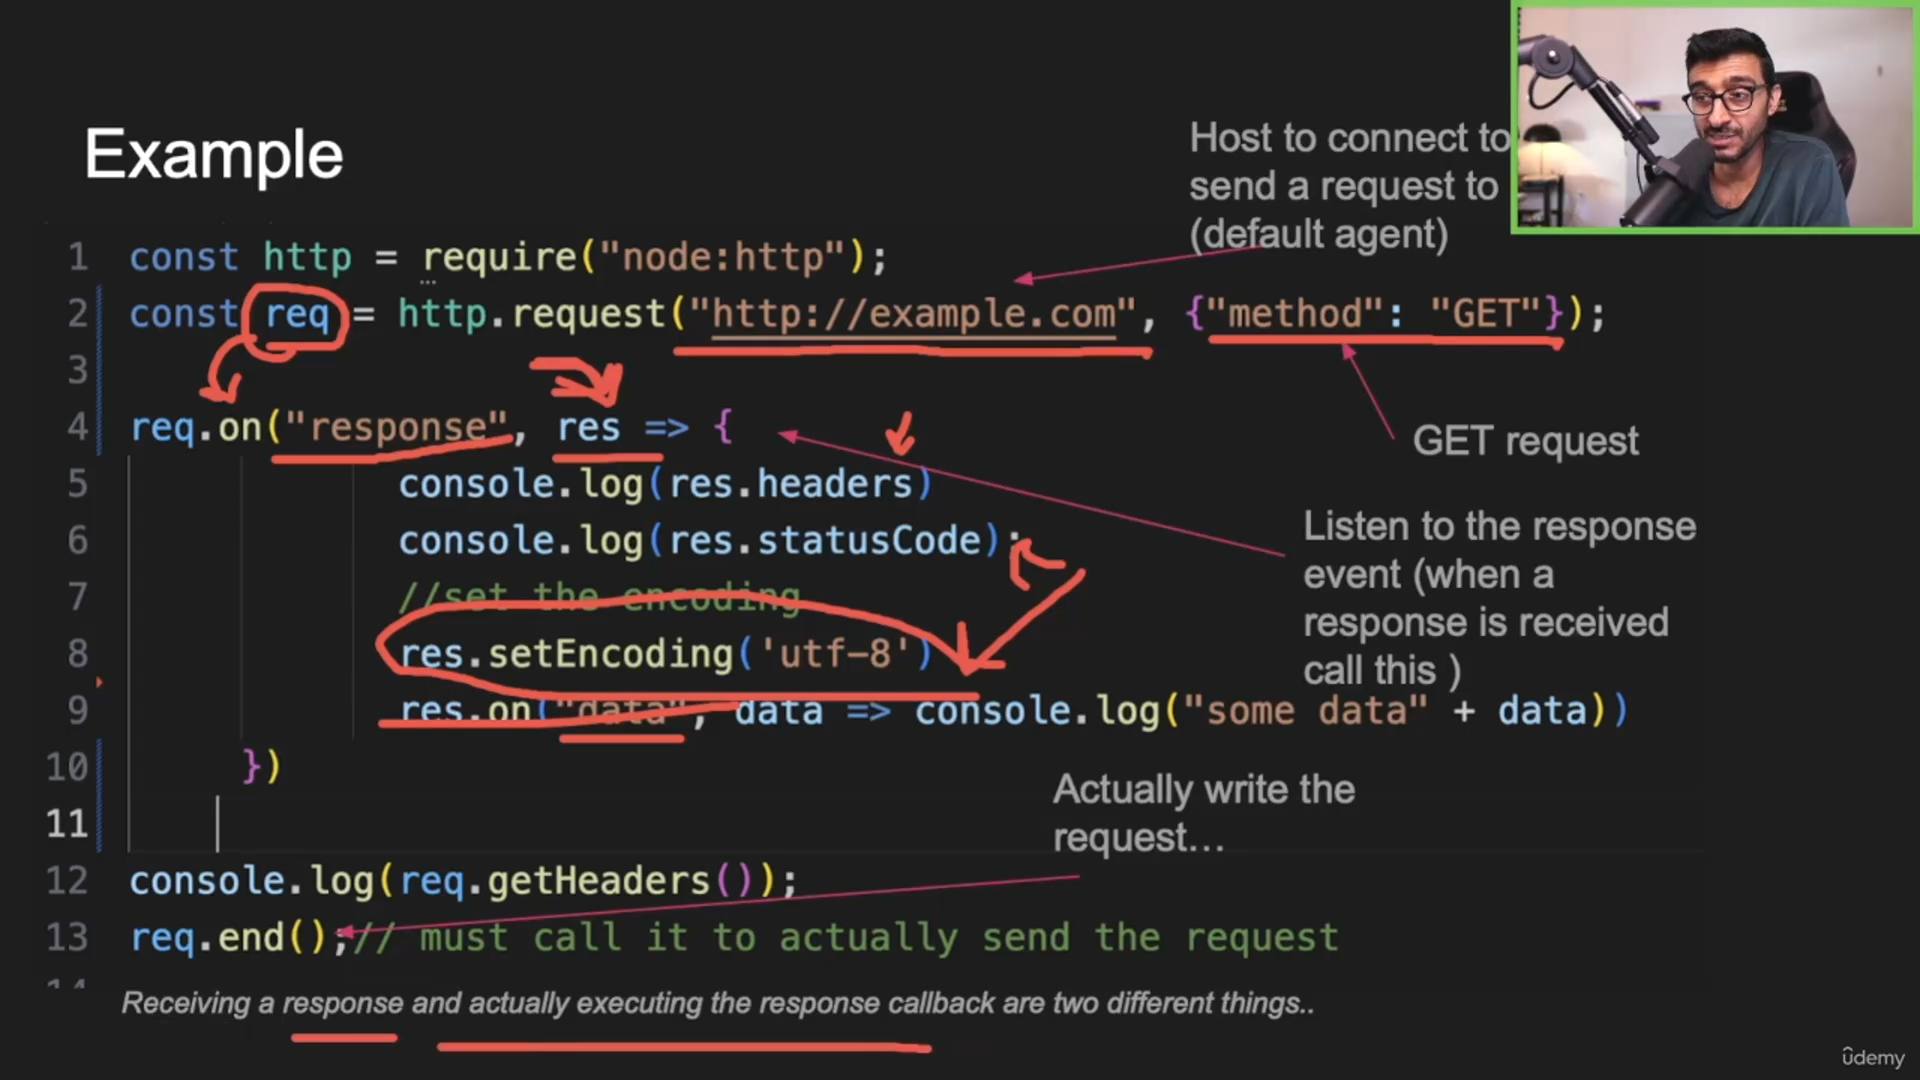 Example
Host to connect to
send a request to
(default agent)
1 const http = require("node:http");
2 const req = http.request("http://example.com", {"method": "GET"});
3
4 req.on("response", res => {
GET request
5 console.log(res.headers)
6 console.log(res.statusCode);
Listen to the response
event (when a
response is received
call this )
7 //set the encoding
8 res.setEncoding('utf-8')
9 res.on("data", data => console.log("some data" + data))
10 })
Actually write the
request...
11
12 console.log(req.getHeaders());
13 req.end();// must call it to actually send the request
14
Receiving a response and actually executing the response callback are two different things..
ûdemy